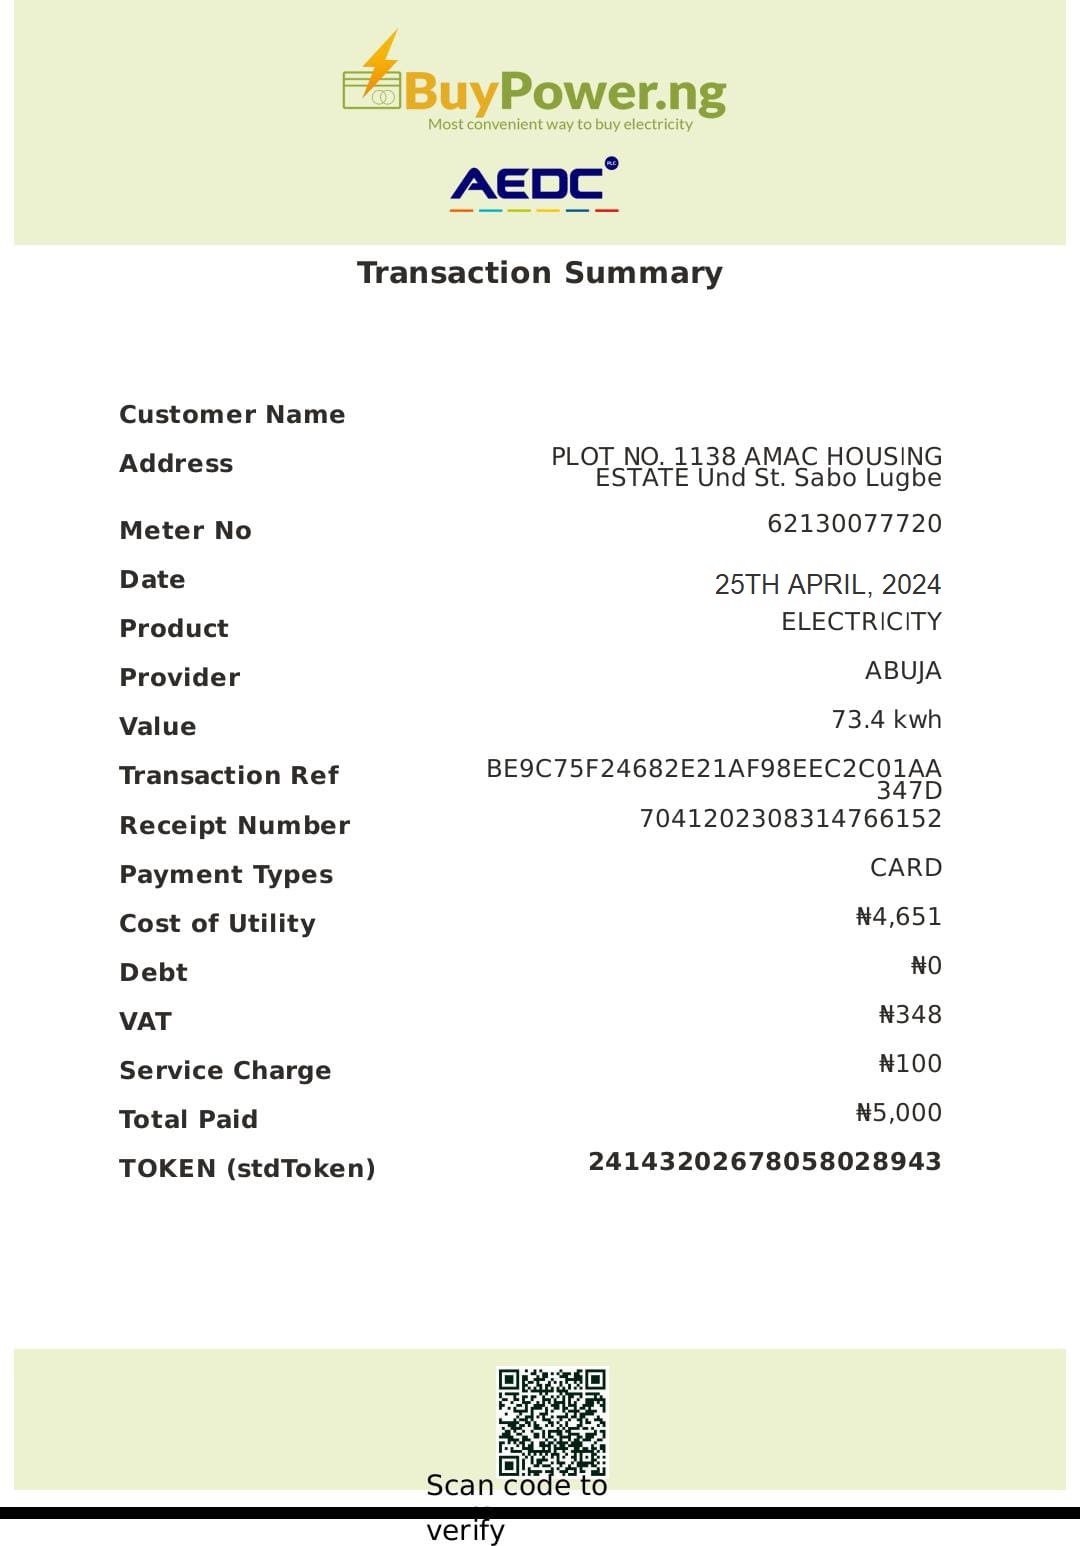 BuyPower.ng
Most convenient way to buy electricity
AEDC PLC
Transaction Summary
Customer Name
Address PLOT NO. 1138 AMAC HOUSING
ESTATE Und St. Sabo Lugbe
Meter No 62130077720
Date 25TH APRIL, 2024
Product ELECTRICITY
Provider ABUJA
Value 73.4 kwh
Transaction Ref BE9C75F24682E21AF98EEC2C01AA
347D
Receipt Number 7041202308314766152
Payment Types CARD
Cost of Utility ₦4,651
Debt ₦0
VAT ₦348
Service Charge ₦100
Total Paid ₦5,000
TOKEN (stdToken) 24143202678058028943
Scan code to
verify